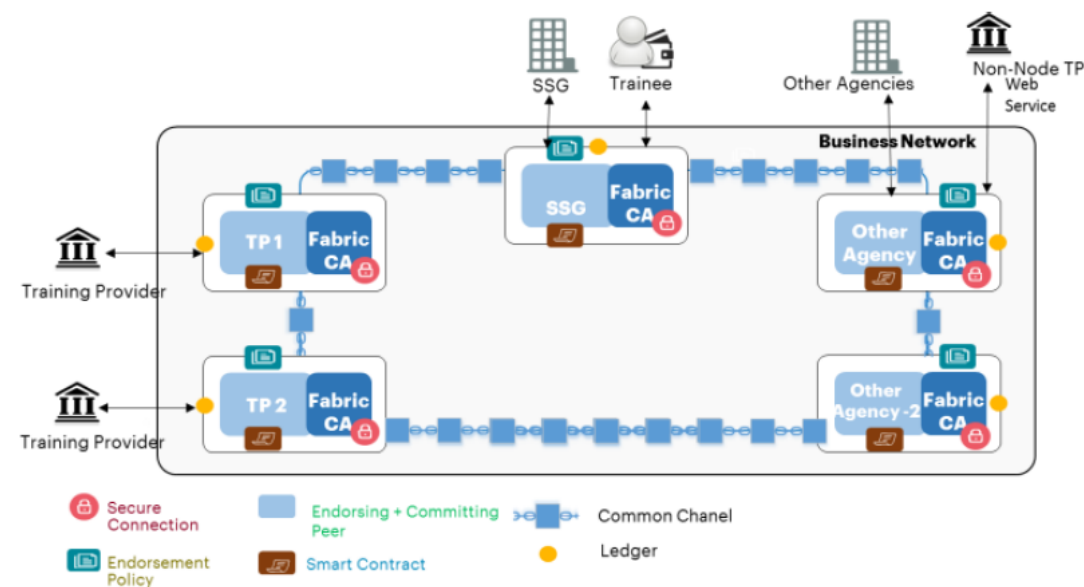 SSG
Trainee
Other Agencies
Non-Node TP
Web
Service
Business Network
SSG
Fabric
CA
TP 1
Fabric
CA
Other
Agency
Fabric
CA
Training Provider
TP 2
Fabric
CA
Other
Agency -2
Fabric
CA
Training Provider
Secure
Connection
Endorsing + Committing
Peer
Common Chanel
Endorsement
Policy
Smart Contract
Ledger